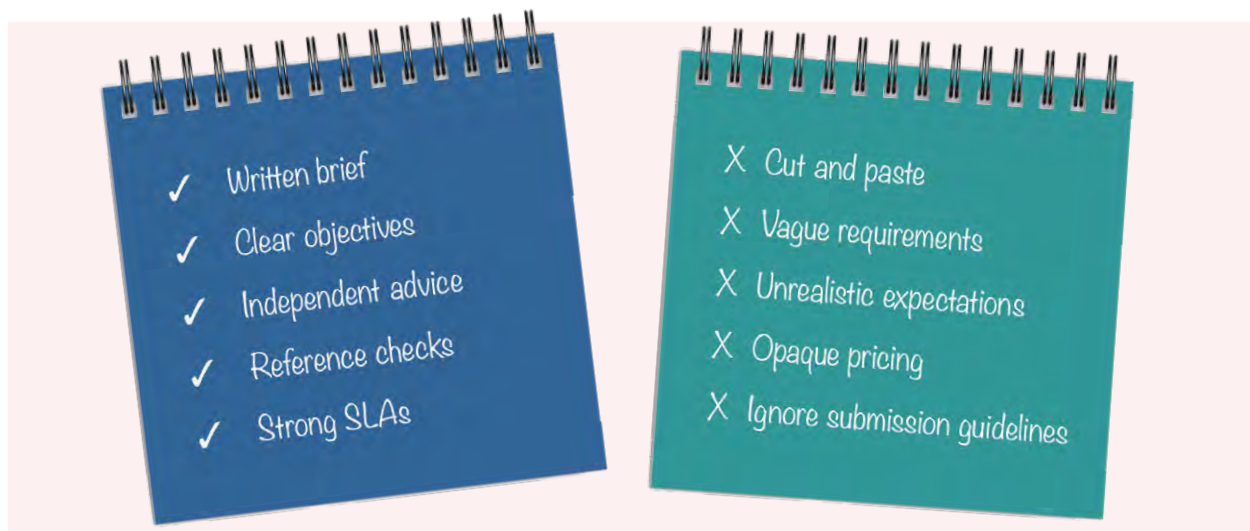 ✓ Written brief
✓ Clear objectives
✓ Independent advice
✓ Reference checks
✓ Strong SLAs
X Cut and paste
X Vague requirements
X Unrealistic expectations
X Opaque pricing
X Ignore submission guidelines